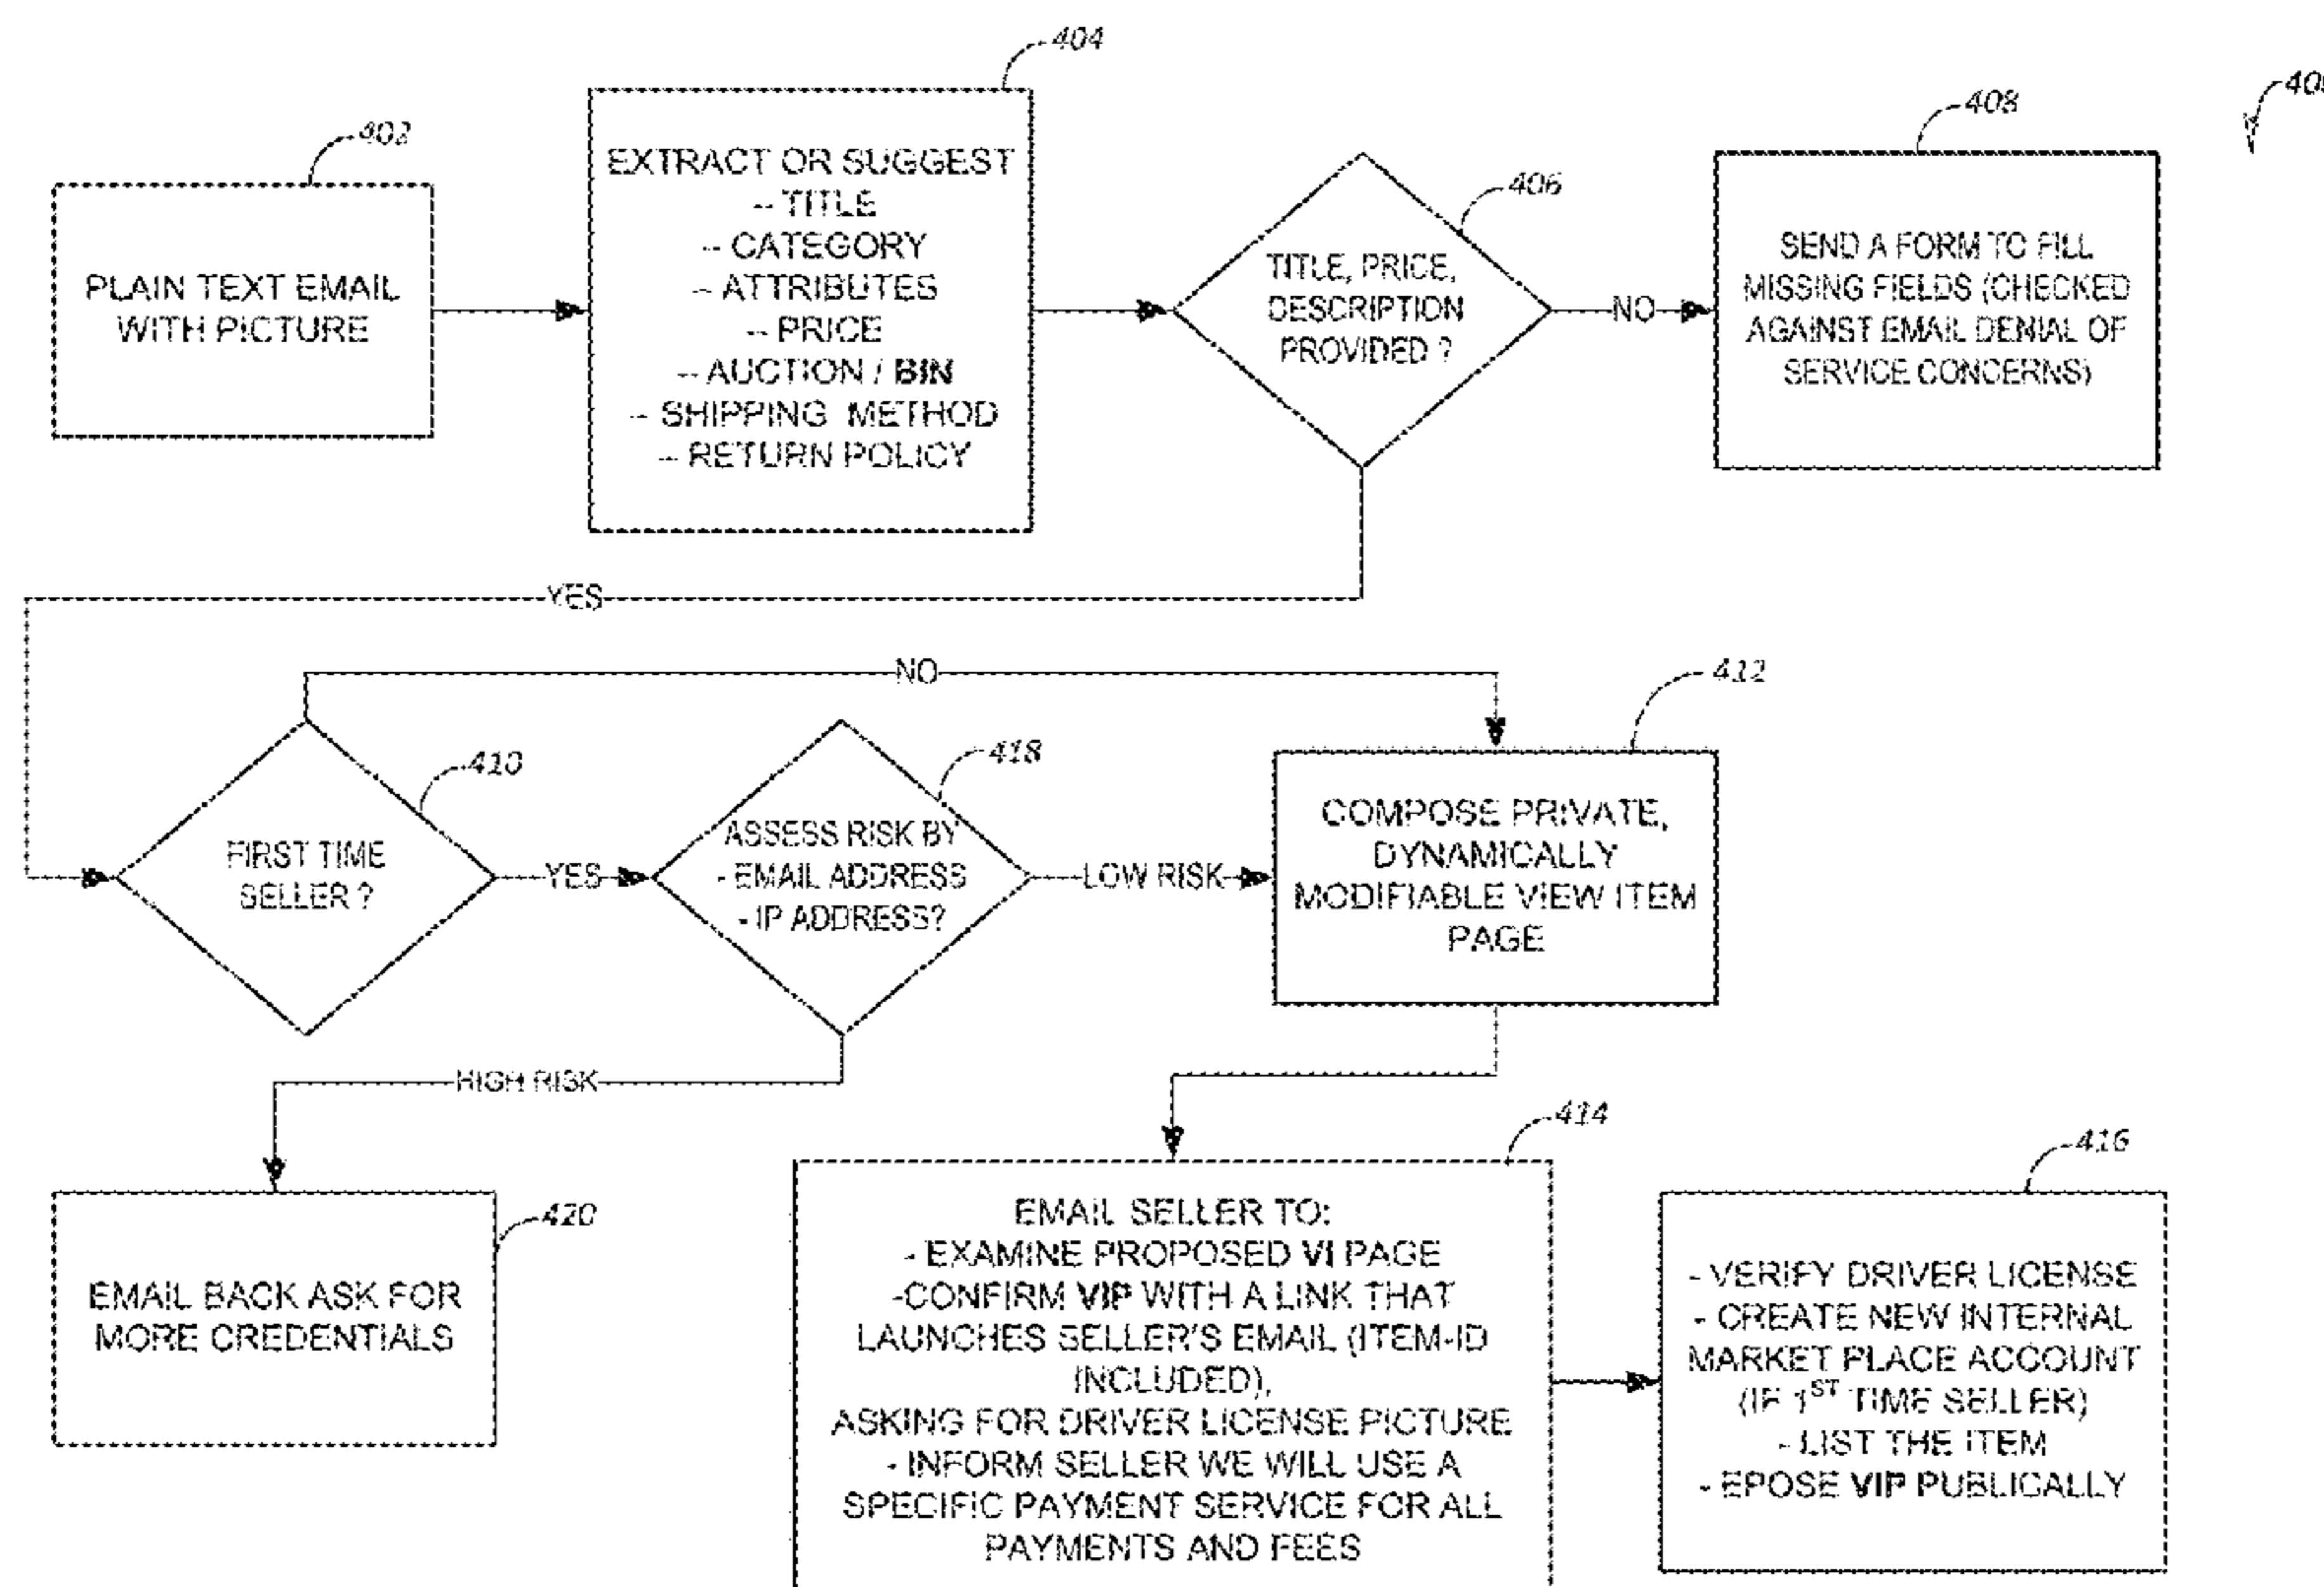 404
400
408
402
EXTRACT OR SUGGEST
-- TITLE
-- CATEGORY
-- ATTRIBUTES
-- PRICE
-- AUCTION / BIN
-- SHIPPING METHOD
-- RETURN POLICY
406
PLAIN TEXT EMAIL
WITH PICTURE
TITLE, PRICE,
DESCRIPTION
PROVIDED ?
NO
SEND A FORM TO FILL
MISSING FIELDS (CHECKED
AGAINST EMAIL DENIAL OF
SERVICE CONCERNS)
YES
NO
412
410
418
FIRST TIME
SELLER ?
YES
ASSESS RISK BY
- EMAIL ADDRESS
- IP ADDRESS?
LOW RISK
COMPOSE PRIVATE,
DYNAMICALLY
MODIFIABLE VIEW ITEM
PAGE
HIGH RISK
414
416
420
EMAIL BACK ASK FOR
MORE CREDENTIALS
EMAIL SELLER TO:
- EXAMINE PROPOSED VI PAGE
-CONFIRM VIP WITH A LINK THAT
LAUNCHES SELLER'S EMAIL (ITEM-ID
INCLUDED),
ASKING FOR DRIVER LICENSE PICTURE
- INFORM SELLER WE WILL USE A
SPECIFIC PAYMENT SERVICE FOR ALL
PAYMENTS AND FEES
- VERIFY DRIVER LICENSE
- CREATE NEW INTERNAL
MARKET PLACE ACCOUNT
(IF 1ST TIME SELLER)
- LIST THE ITEM
- EPOSE VIP PUBLICALLY